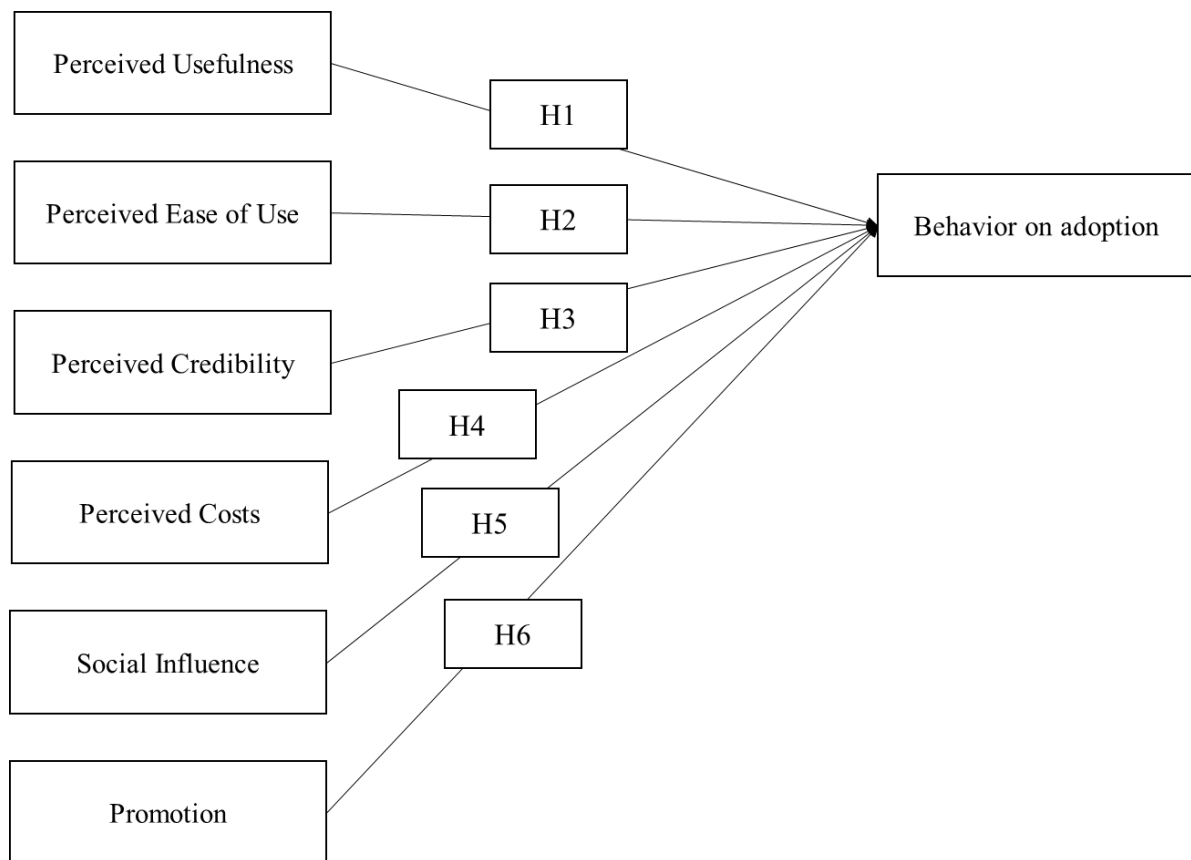 Perceived Usefulness
H1
Perceived Ease of Use
H2
Behavior on adoption
H3
Perceived Credibility
H4
Perceived Costs
H5
Social Influence
H6
Promotion